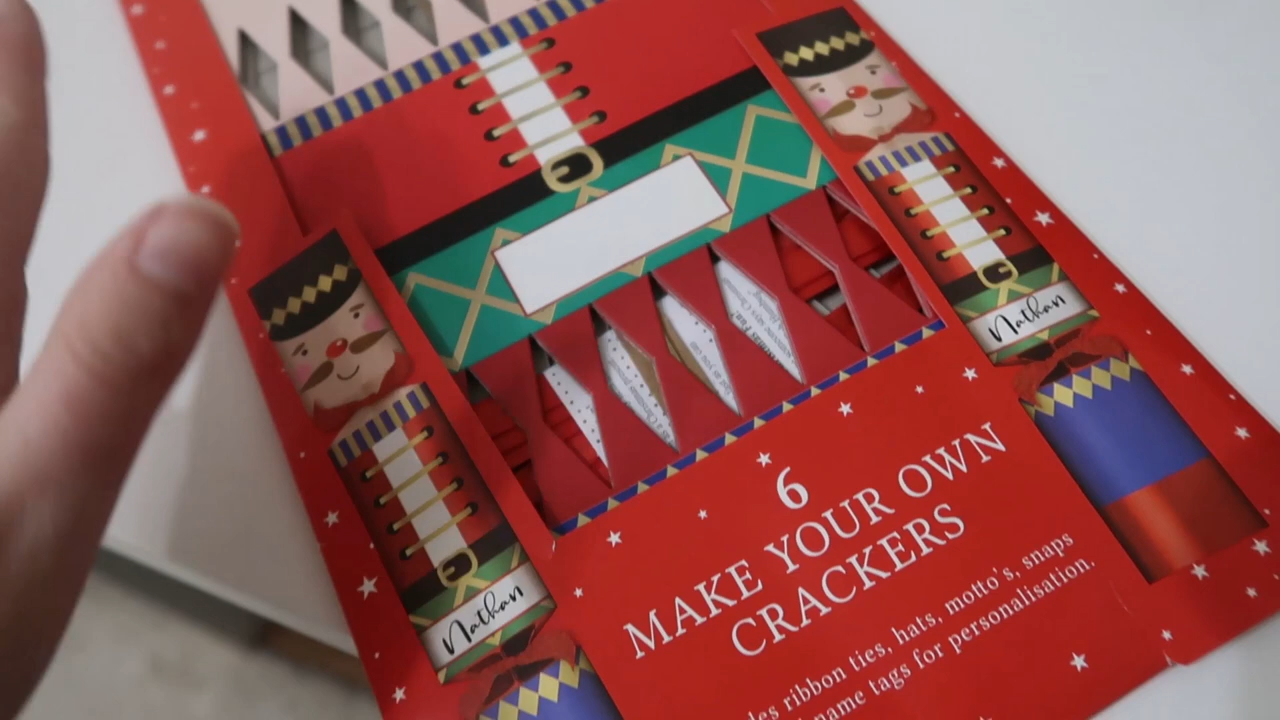 Nathan
Nathan
6
MAKE YOUR OWN
CRACKERS
ribbon ties, hats, motto's, snaps
name tags for personalisation.